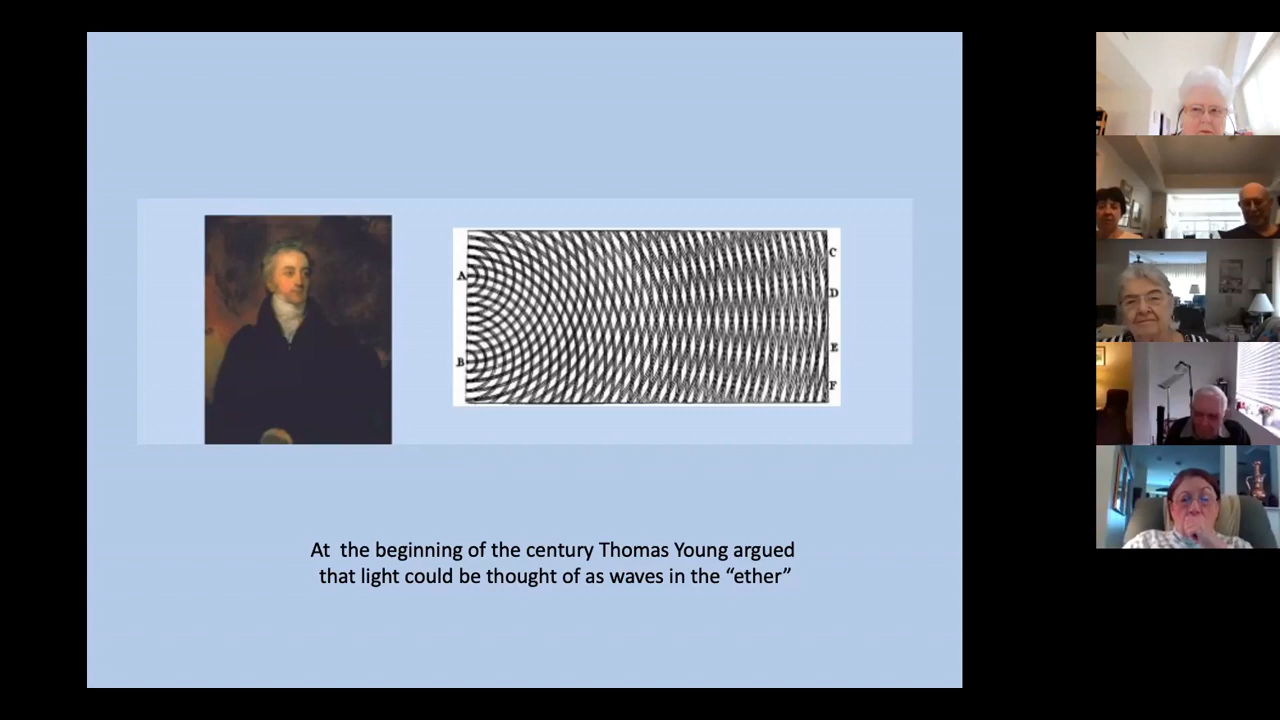 A
B
C
D
E
F
At  the beginning of the century Thomas Young argued
that light could be thought of as waves in the “ether”